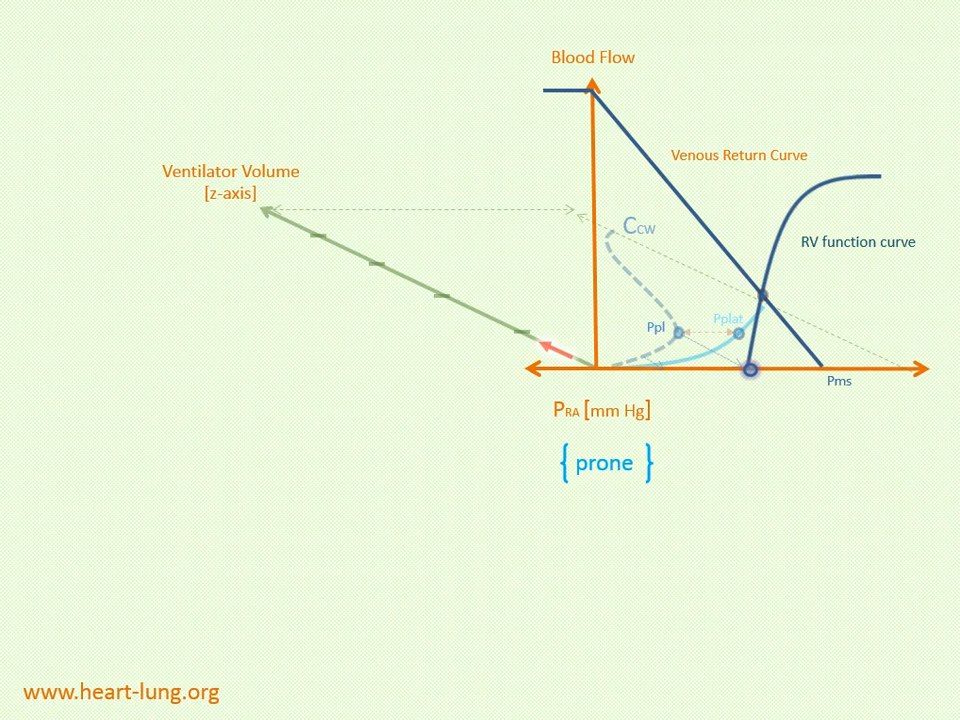 Blood Flow
Ventilator Volume
[z-axis]
Venous Return Curve
CCW
RV function curve
Ppl
Pplat
Pms
PRA [mm Hg]
{ prone }
www.heart-lung.org